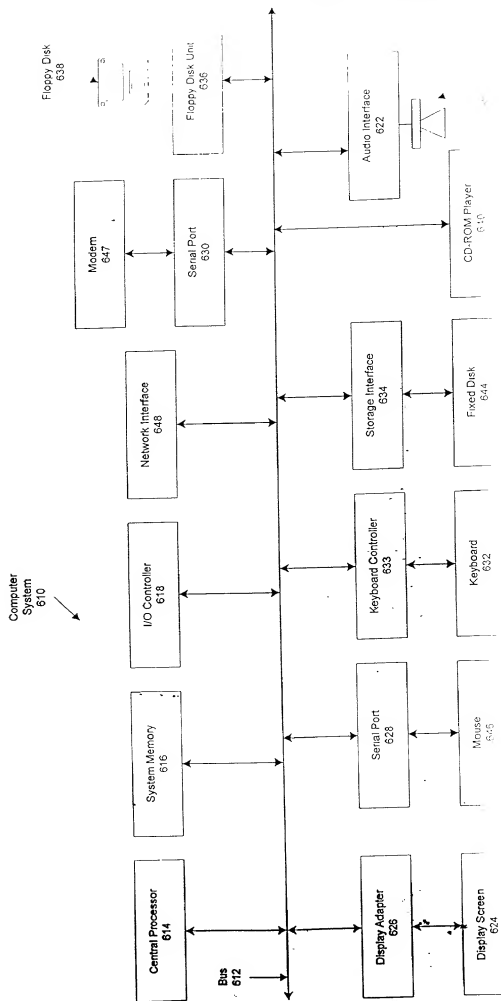 Computer
System
610
Floppy Disk
638
Modem
647
Central Processor
614
System Memory
616
I/O Controller
618
Network Interface
648
Serial Port
630
Floppy Disk Unit
636
Bus
612
Display Adapter
626
Serial Port
628
Keyboard Controller
633
Storage Interface
634
Audio Interface
622
Display Screen
624
Mouse
Keyboard
632
Fixed Disk
644
CD-ROM Player